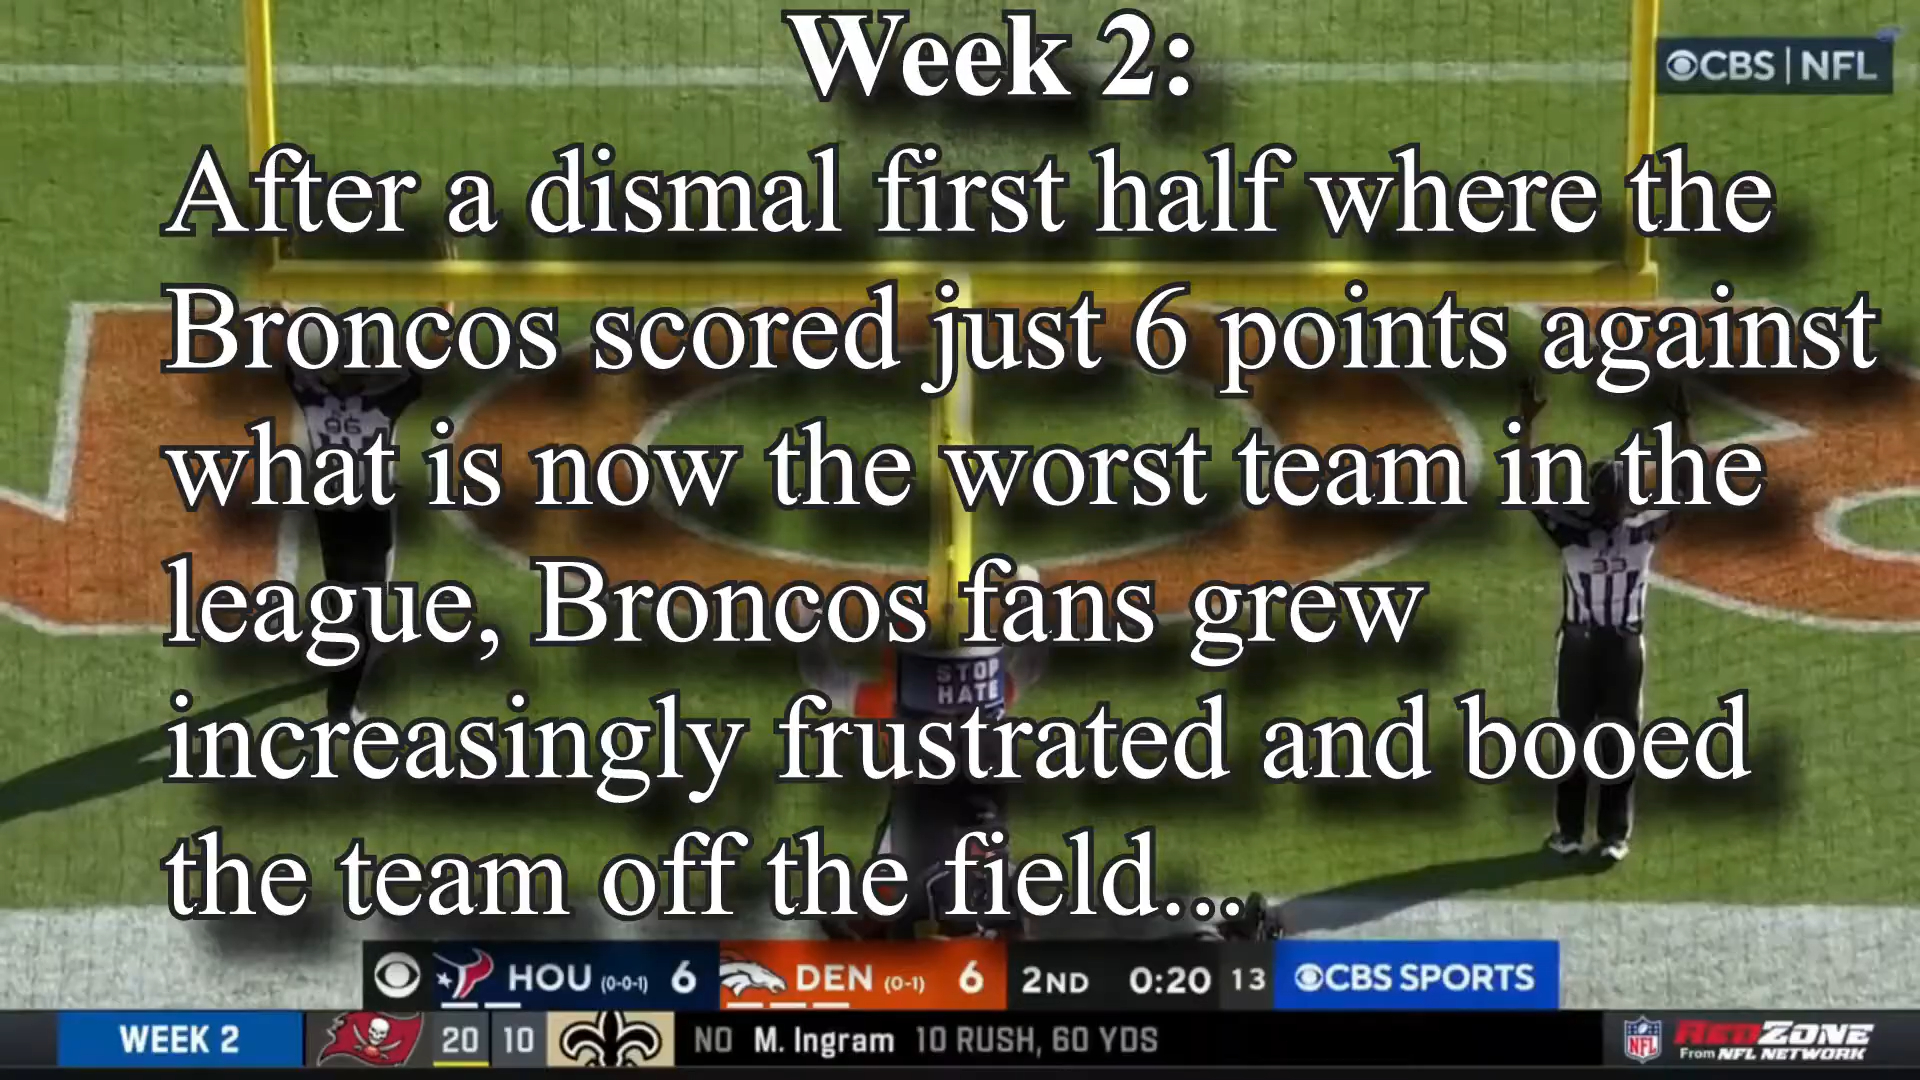 Week 2:
CBS | NFL
After a dismal first half where the
Broncos scored just 6 points against
what is now the worst team in the
league, Broncos fans grew
increasingly frustrated and booed
the team off the field...
96
33
STOP
HATE
HOU (0-0-1) 6 DEN (0-1) 6 2ND 0:20 13 CBS SPORTS
WEEK 2 20 10 NO M. Ingram 10 RUSH, 60 YDS NFL REDZONE
From NFL NETWORK